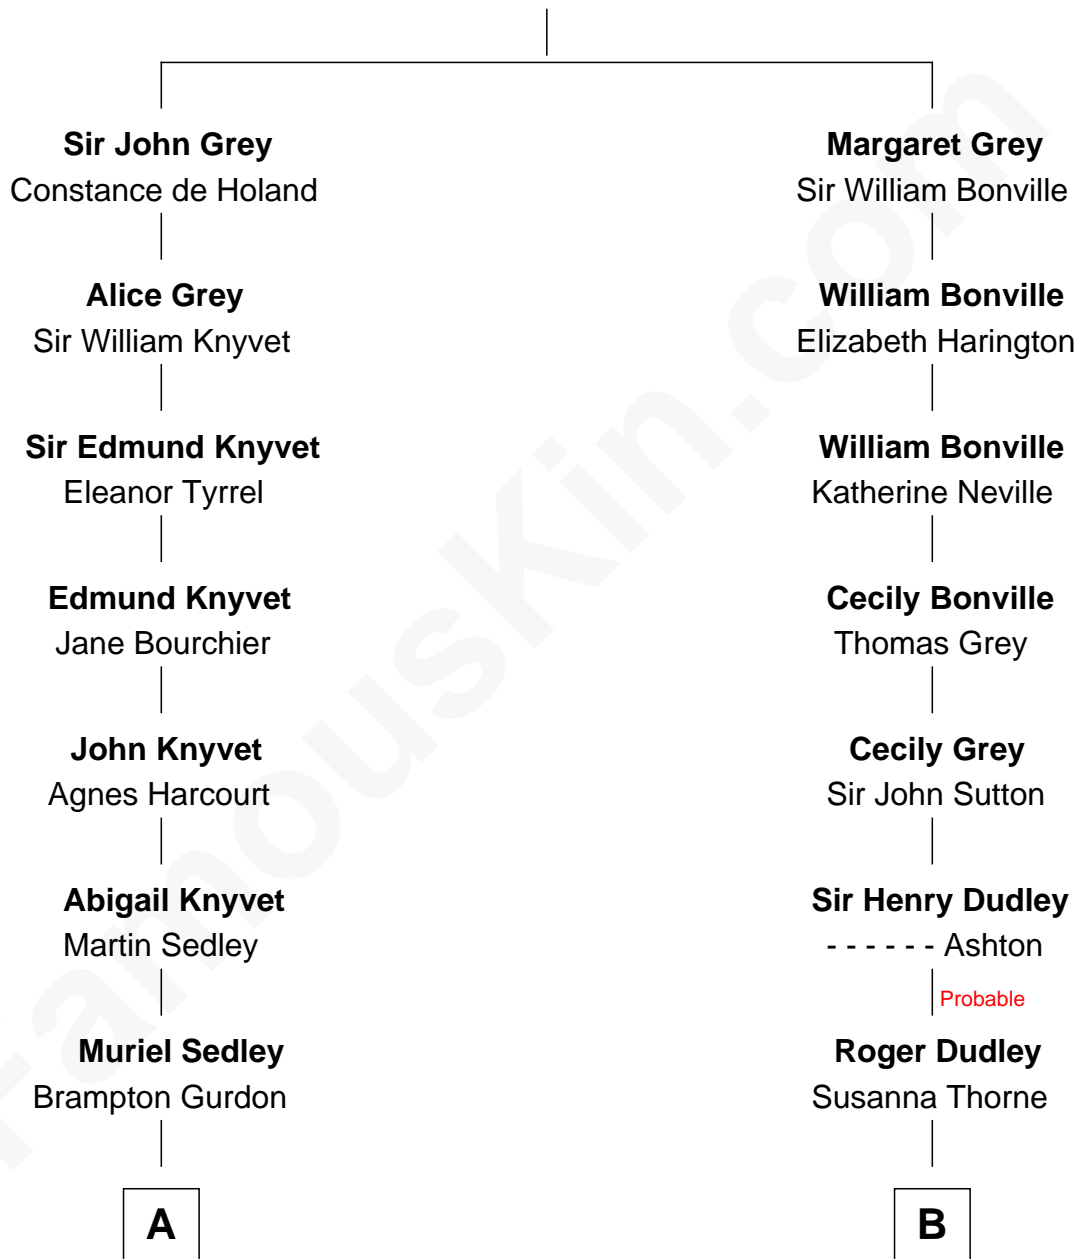 Sir John Grey
Constance de Holand
Alice Grey
Sir William Knyvet
Sir Edmund Knyvet
Eleanor Tyrrel
Edmund Knyvet
Jane Bourchier
John Knyvet
Agnes Harcourt
Abigail Knyvet
Martin Sedley
Muriel Sedley
Brampton Gurdon
A
Margaret Grey
Sir William Bonville
William Bonville
Elizabeth Harington
William Bonville
Katherine Neville
Cecily Bonville
Thomas Grey
Cecily Grey
Sir John Sutton
Sir Henry Dudley
- - - - - - Ashton
Probable
Roger Dudley
Susanna Thorne
B
FamousKin.com